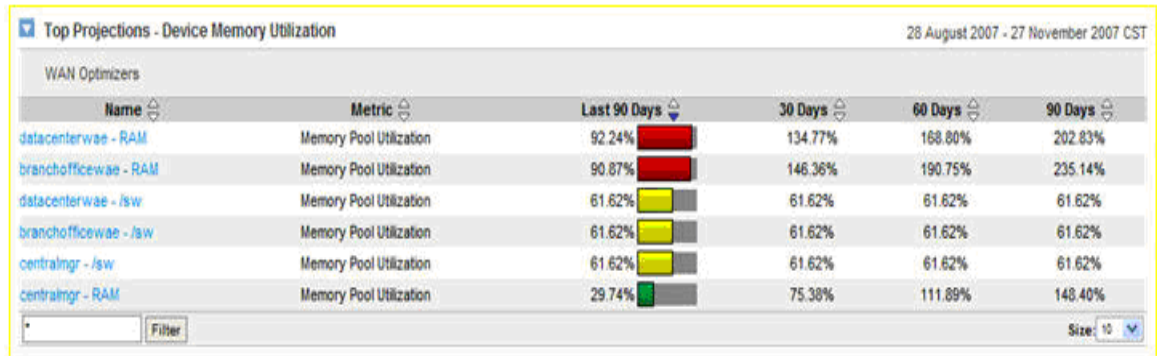 Top Projections - Device Memory Utilization 28 August 2007 - 27 November 2007 CST
WAN Optimizers
Name Metric Last 90 Days 30 Days 60 Days 90 Days
datacenterwae - RAM Memory Pool Utilization 92.24% 134.77% 168.80% 202.83%
branchofficewae - RAM Memory Pool Utilization 90.87% 146.36% 190.75% 235.14%
datacenterwae - /sw Memory Pool Utilization 61.62% 61.62% 61.62% 61.62%
branchofficewae - /sw Memory Pool Utilization 61.62% 61.62% 61.62% 61.62%
centralmgr - /sw Memory Pool Utilization 61.62% 61.62% 61.62% 61.62%
centralmgr - RAM Memory Pool Utilization 29.74% 75.38% 111.89% 148.40%
* Filter Size: 10